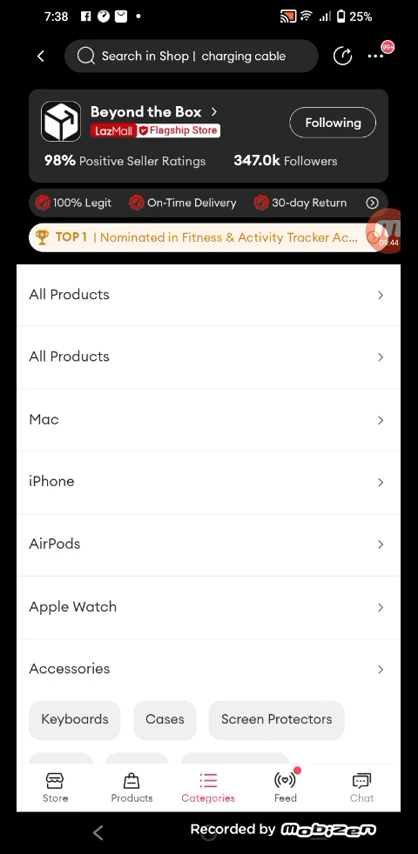 7:38
25%
Search in Shop | charging cable
99+
Beyond the Box
LazMall Flagship Store
Following
98% Positive Seller Ratings 347.0k Followers
100% Legit On-Time Delivery 30-day Return
TOP 1 | Nominated in Fitness & Activity Tracker Ac...
09:44
All Products
All Products
Mac
iPhone
AirPods
Apple Watch
Accessories
Keyboards Cases Screen Protectors
Store Products Categories Feed Chat
Recorded by mobizen